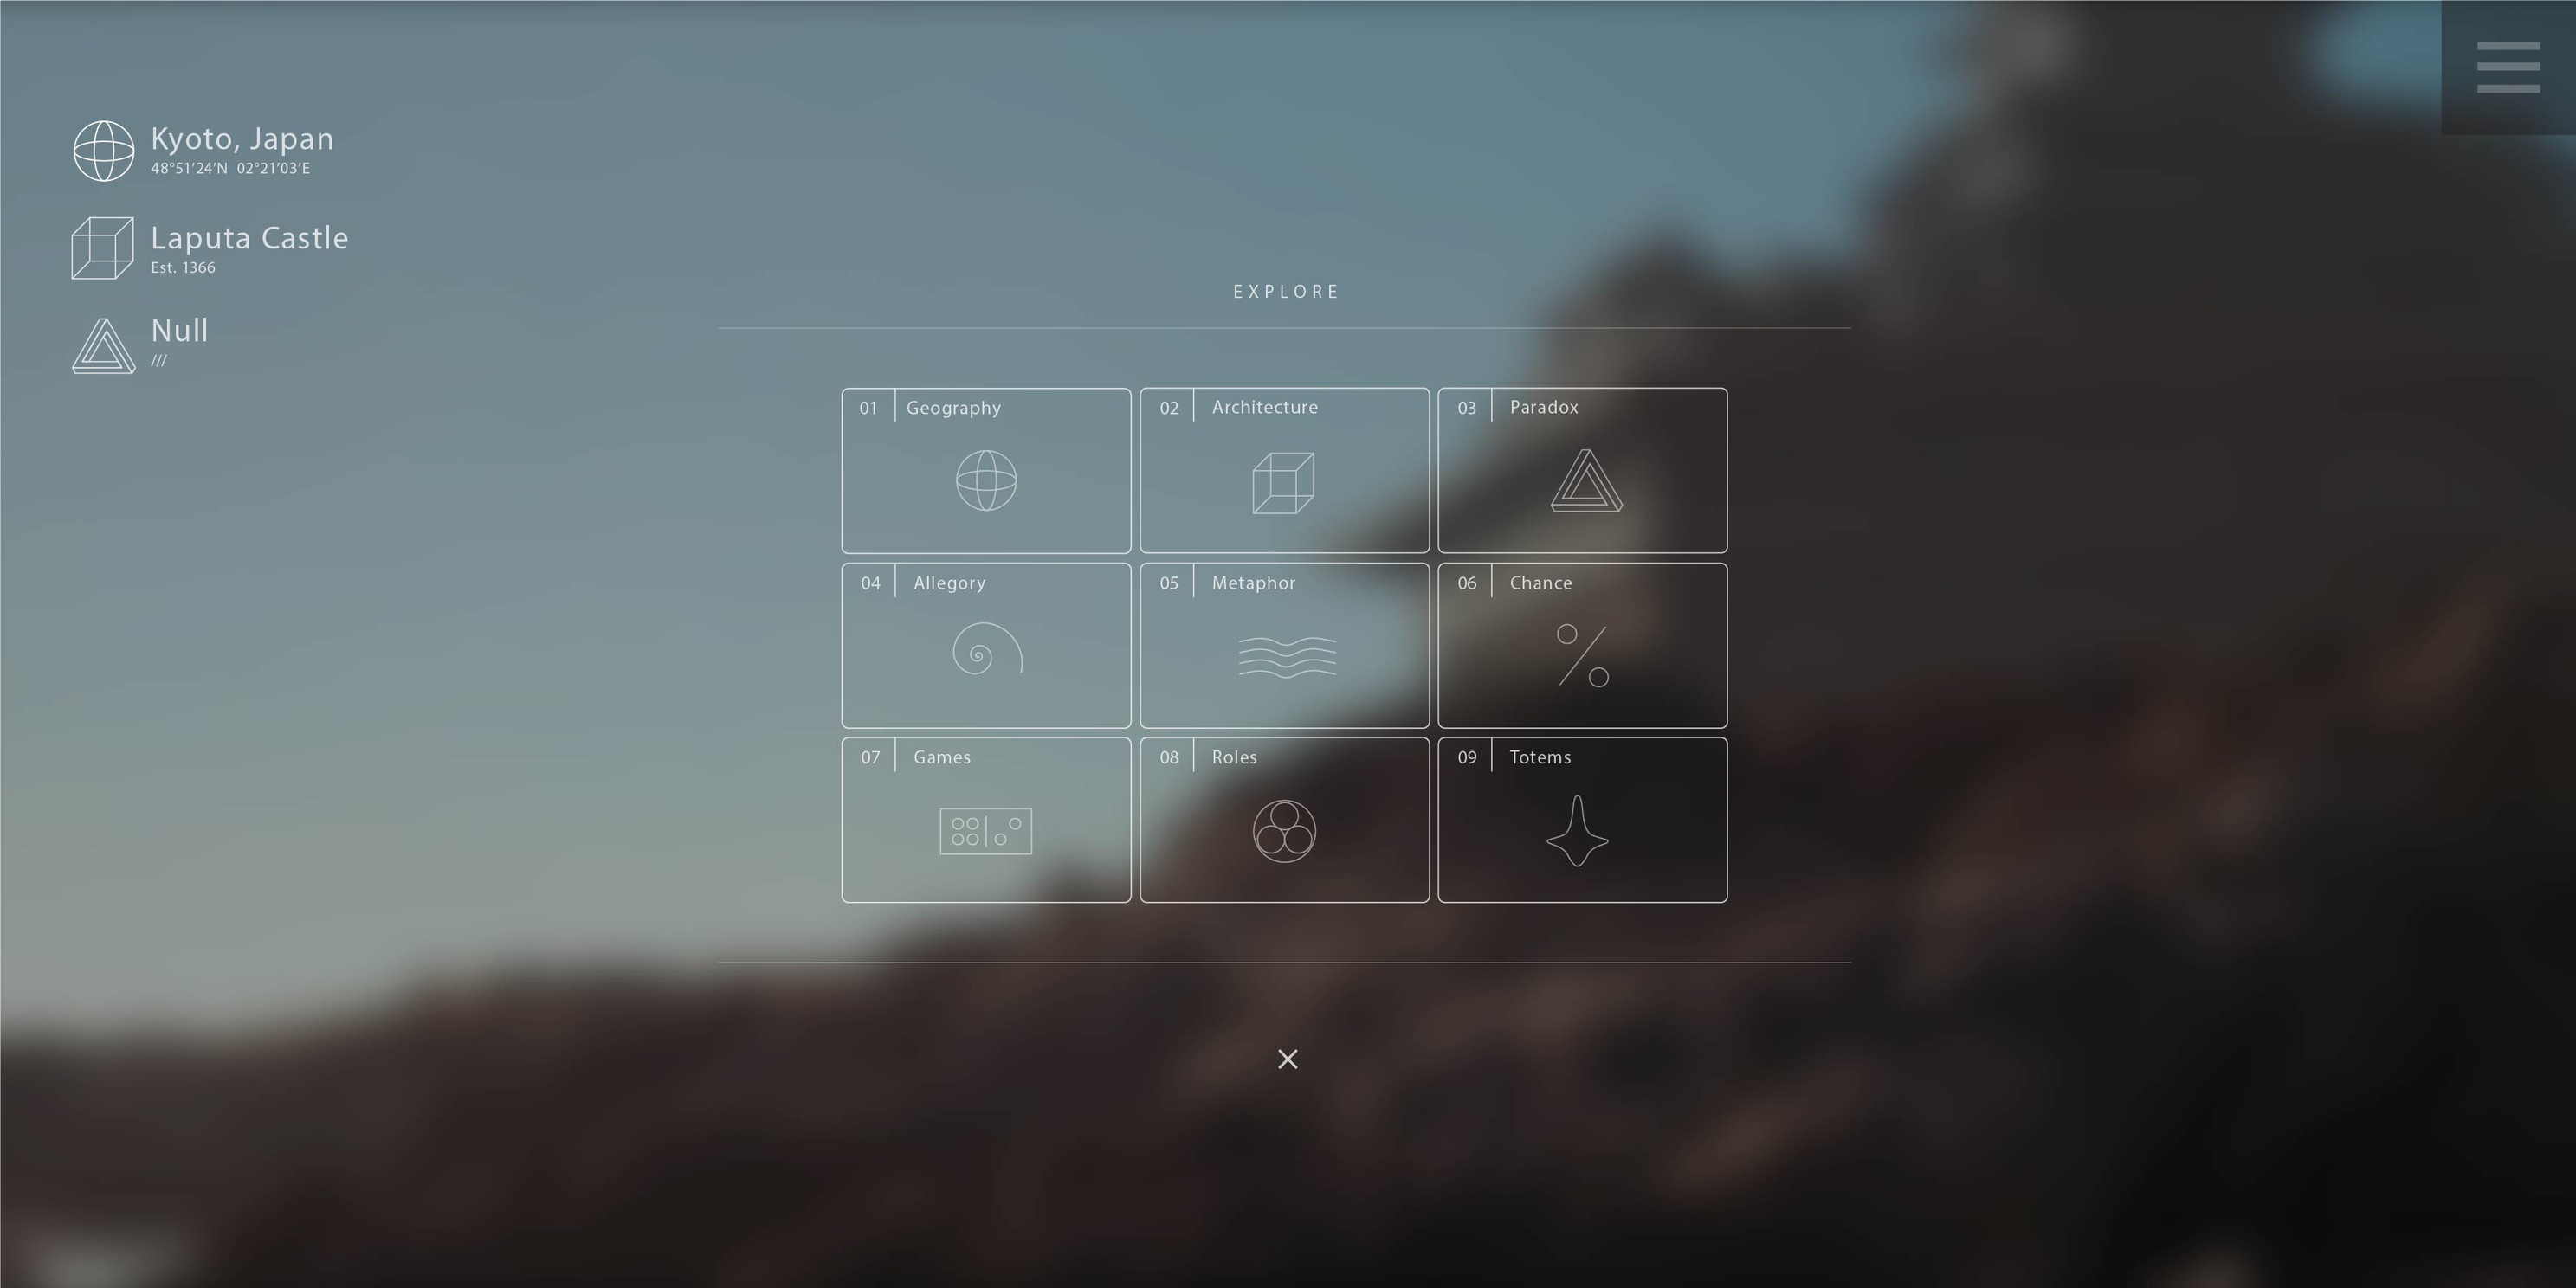 Kyoto, Japan
48°51'24'N 02°21'03'E
Laputa Castle
Est. 1366
Null
///
EXPLORE
01 Geography
02 Architecture
03 Paradox
04 Allegory
05 Metaphor
06 Chance
07 Games
08 Roles
09 Totems